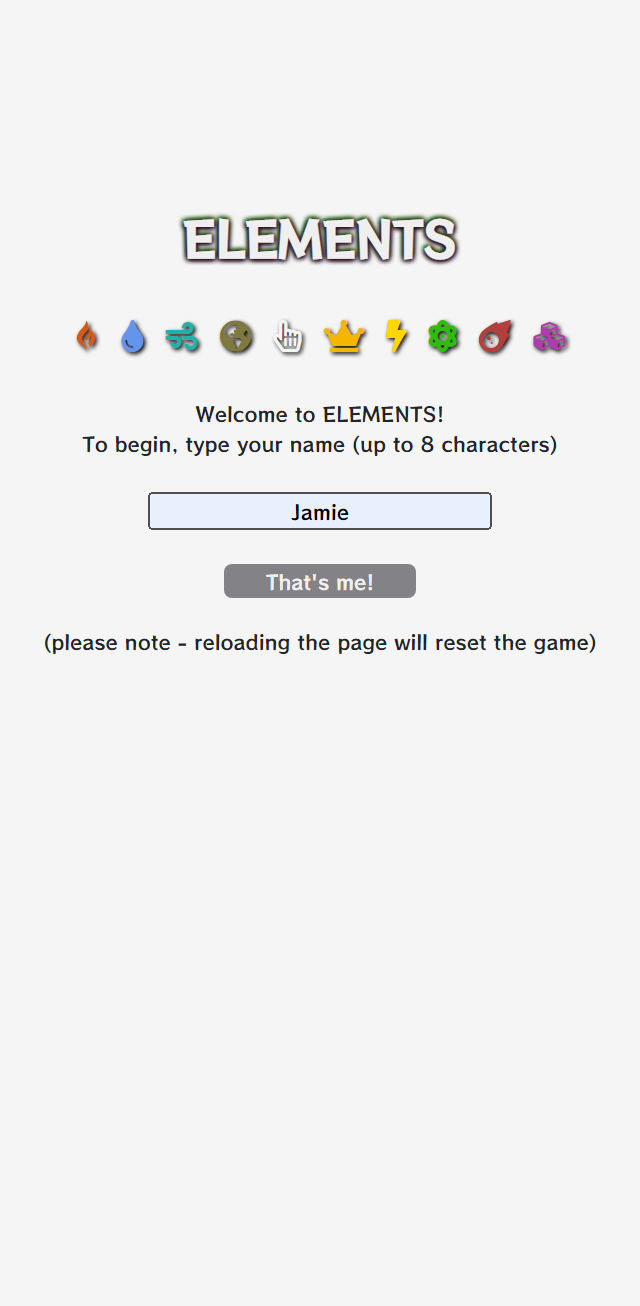 ELEMENTS
Welcome to ELEMENTS!
To begin, type your name (up to 8 characters)
Jamie
That's me!
(please note - reloading the page will reset the game)